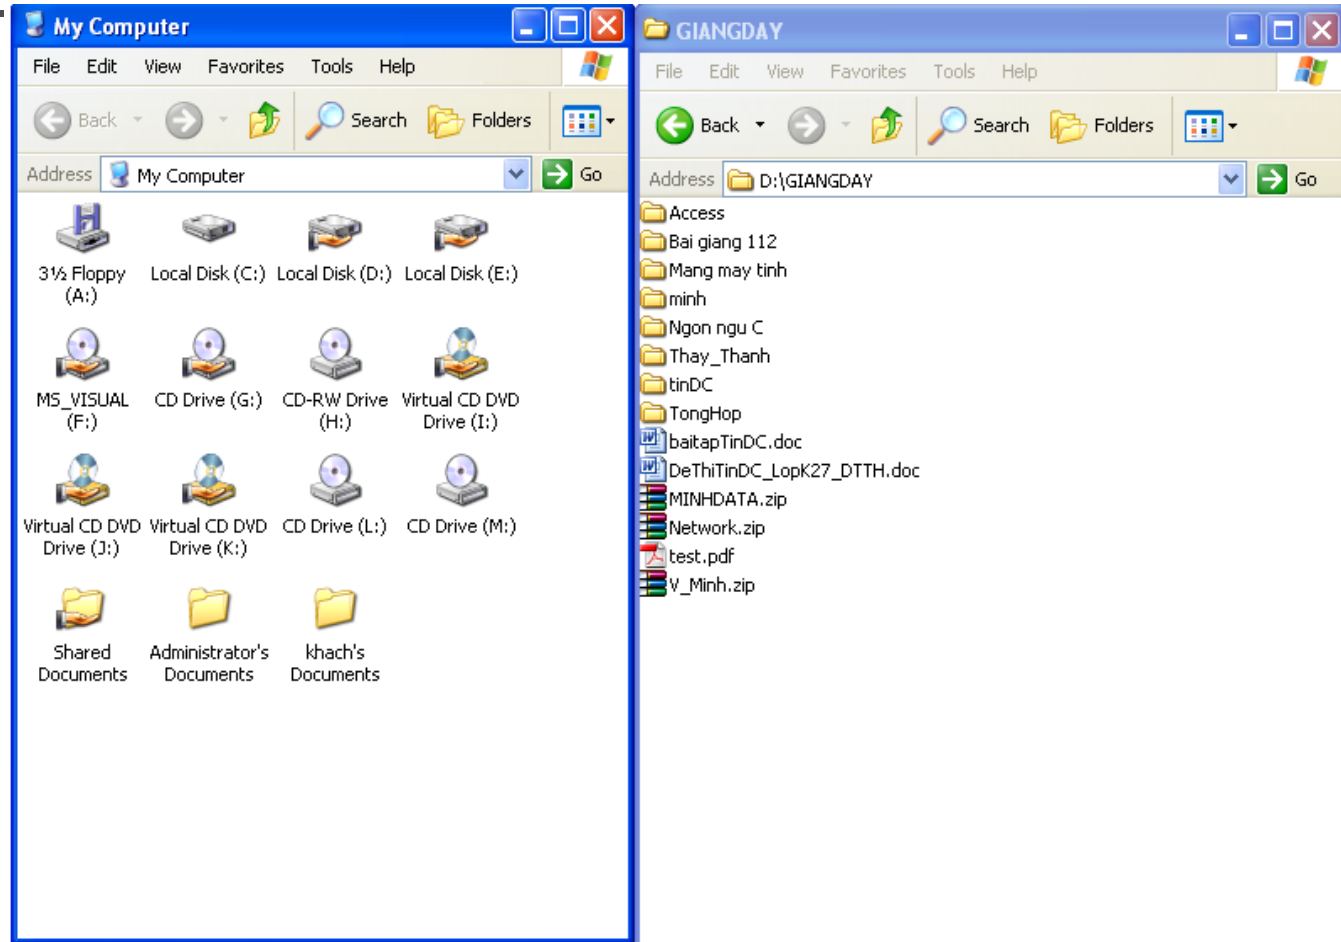 My Computer
File Edit View Favorites Tools Help
Back Search Folders
Address My Computer Go
3½ Floppy (A:)
Local Disk (C:)
Local Disk (D:)
Local Disk (E:)
MS_VISUAL (F:)
CD Drive (G:)
CD-RW Drive (H:)
Virtual CD DVD Drive (I:)
Virtual CD DVD Drive (J:)
Virtual CD DVD Drive (K:)
CD Drive (L:)
CD Drive (M:)
Shared Documents
Administrator's Documents
khach's Documents
GIANGDAY
File Edit View Favorites Tools Help
Back Search Folders
Address D:\GIANGDAY Go
Access
Bai giang 112
Mang may tinh
minh
Ngon ngu C
Thay_Thanh
tinDC
TongHop
baitapTinDC.doc
DeThiTinDC_LopK27_DTTH.doc
MINHDATA.zip
Network.zip
test.pdf
V_Minh.zip